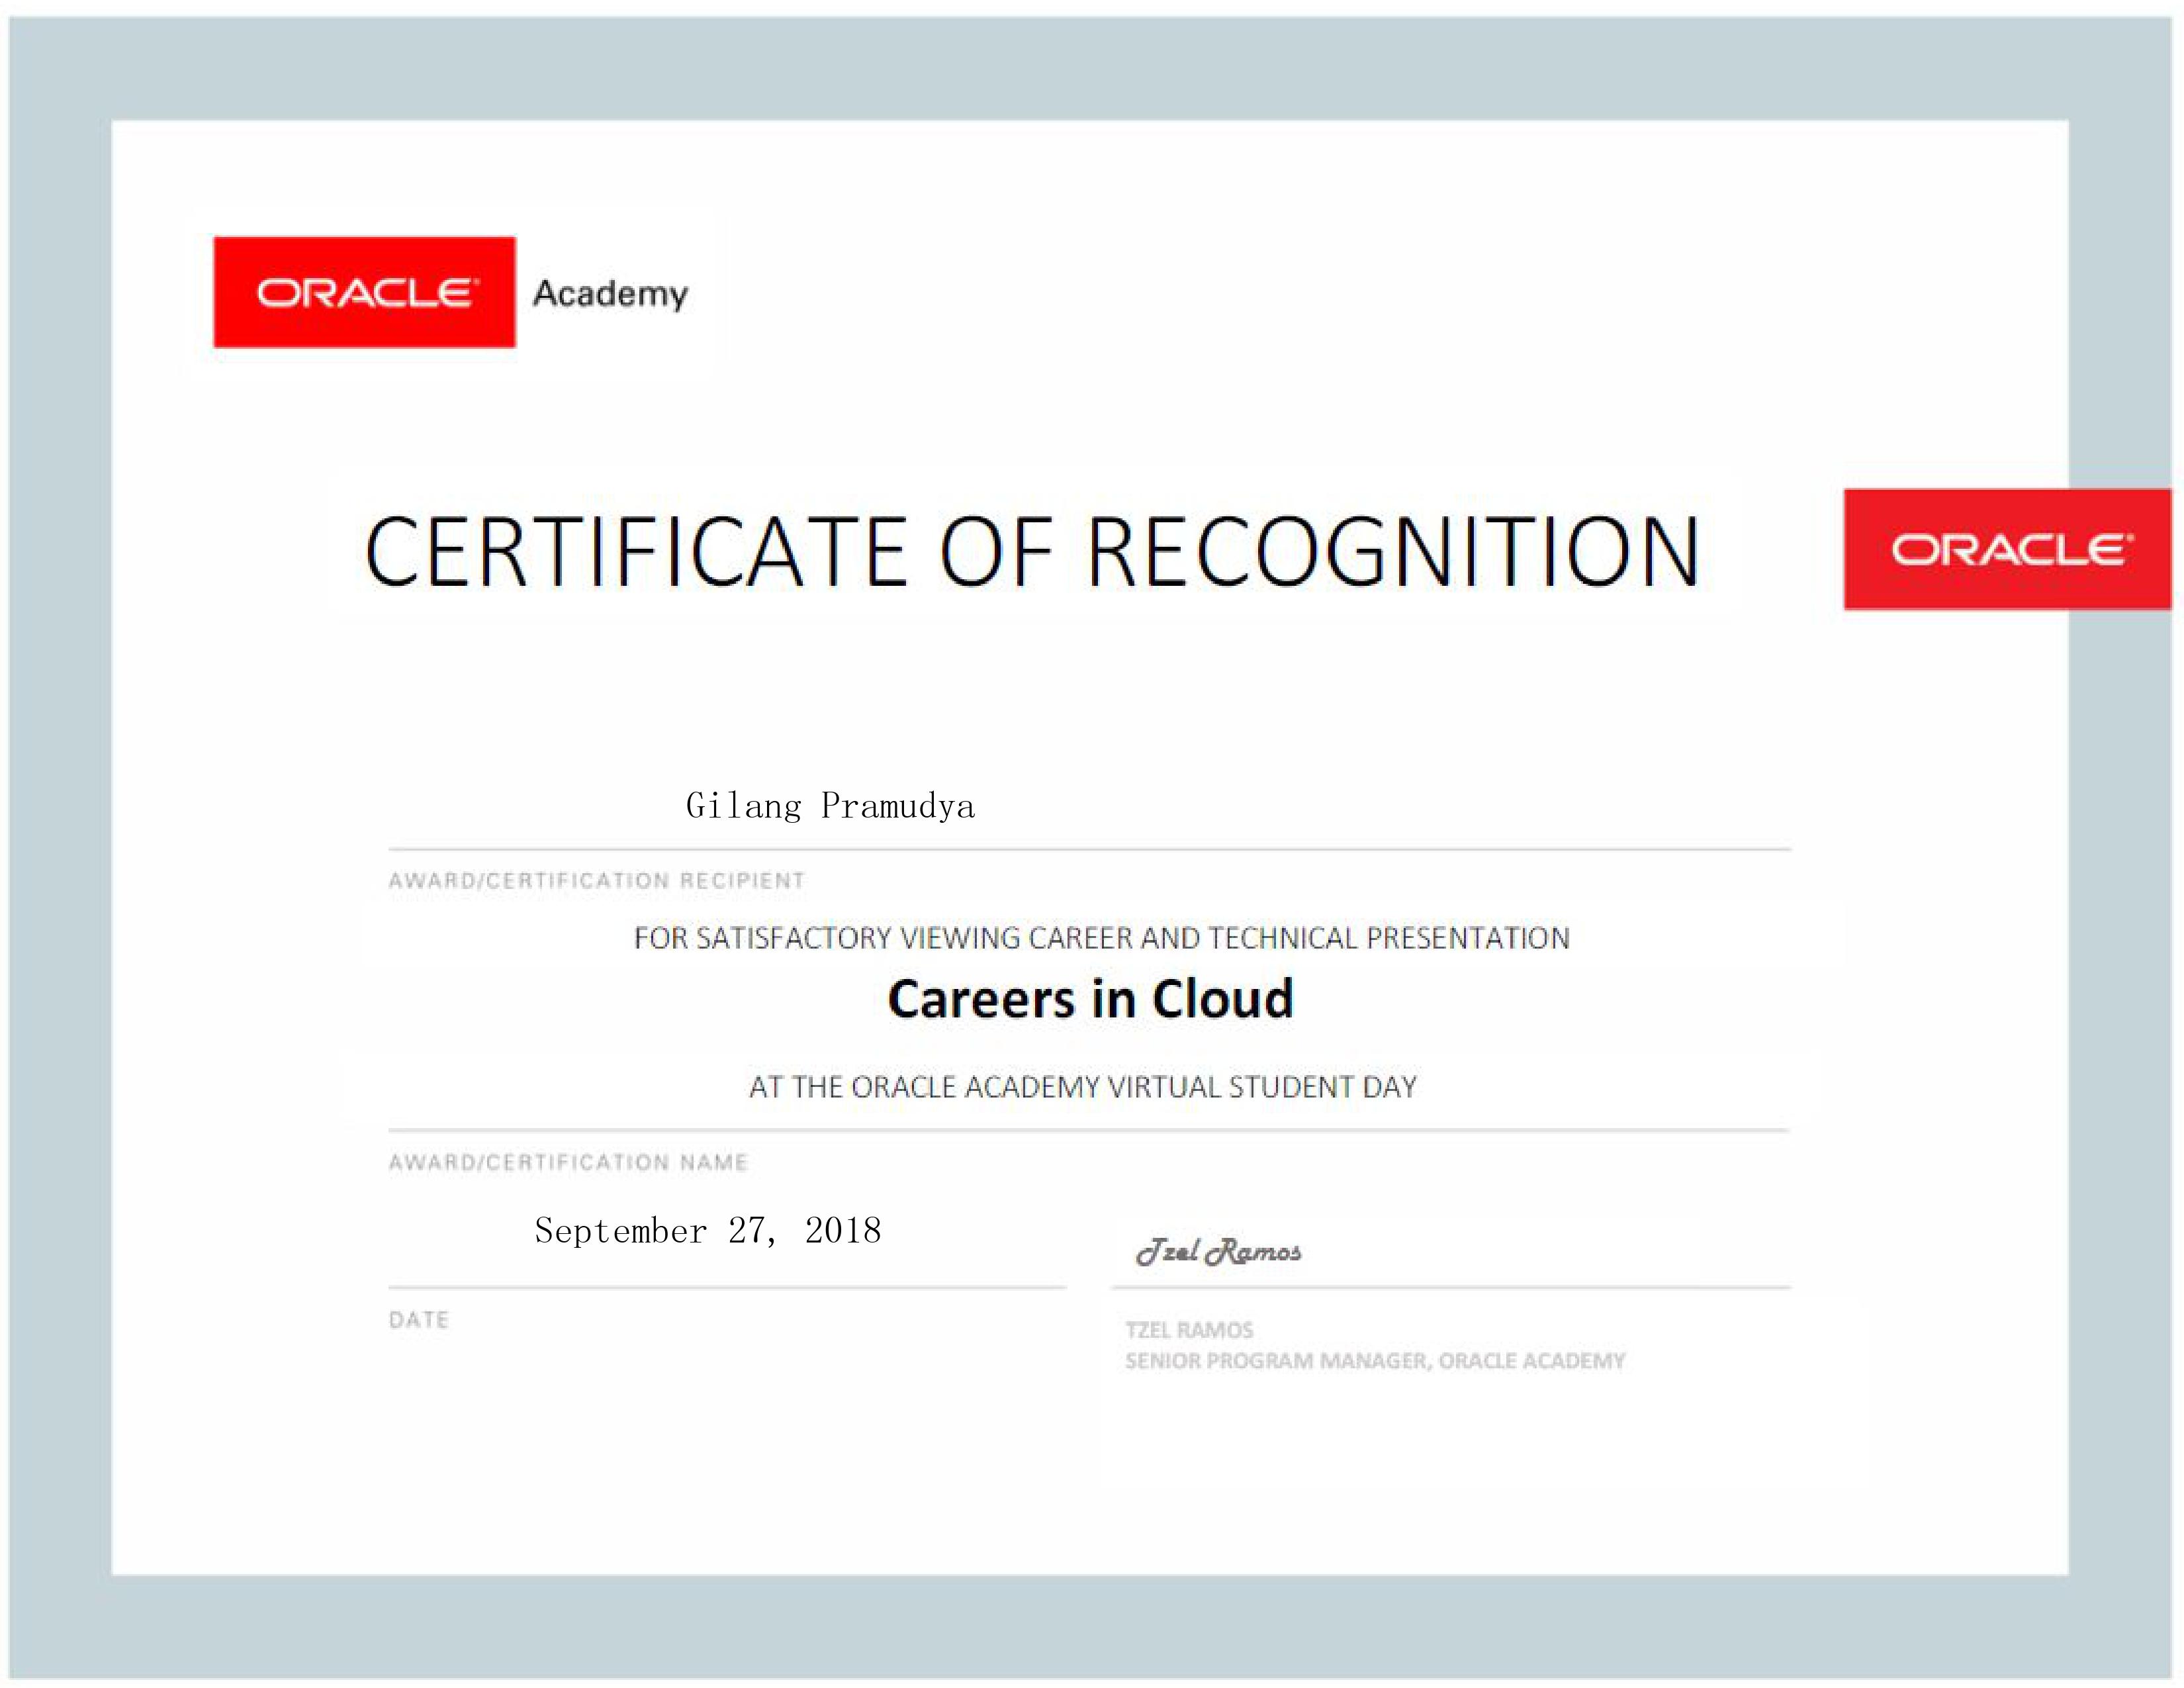 ORACLE® Academy
CERTIFICATE OF RECOGNITION
ORACLE®
Gilang Pramudya
AWARD/CERTIFICATION RECIPIENT
FOR SATISFACTORY VIEWING CAREER AND TECHNICAL PRESENTATION
Careers in Cloud
AT THE ORACLE ACADEMY VIRTUAL STUDENT DAY
AWARD/CERTIFICATION NAME
September 27, 2018
Tzel Ramos
DATE
TZEL RAMOS
SENIOR PROGRAM MANAGER, ORACLE ACADEMY